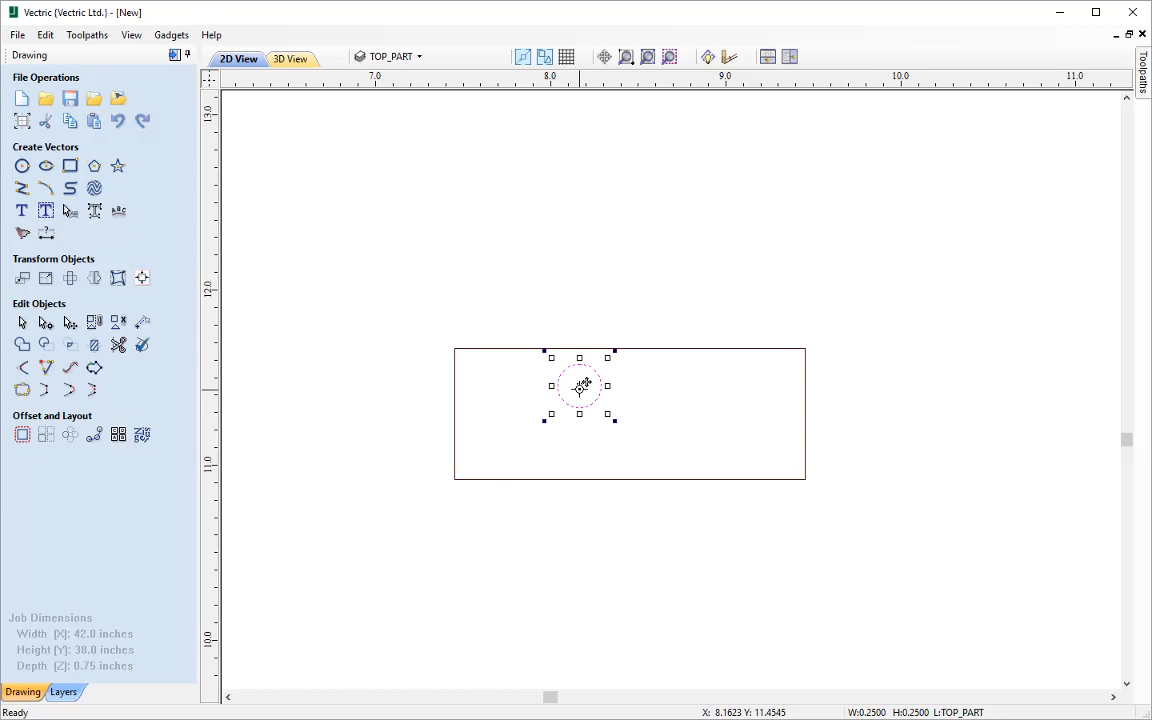 Vectric {Vectric Ltd.} - [New]
File Edit Toolpaths View Gadgets Help
Drawing
2D View 3D View TOP_PART
Toolpaths
7.0 8.0 9.0 10.0 11.0
13.0
12.0
11.0
10.0
File Operations
Create Vectors
Transform Objects
Edit Objects
Offset and Layout
Job Dimensions
Width (X): 42.0 inches
Height (Y): 38.0 inches
Depth (Z): 0.75 inches
Drawing Layers
Ready X: 8.1623 Y: 11.4545 W:0.2500 H:0.2500 L:TOP_PART